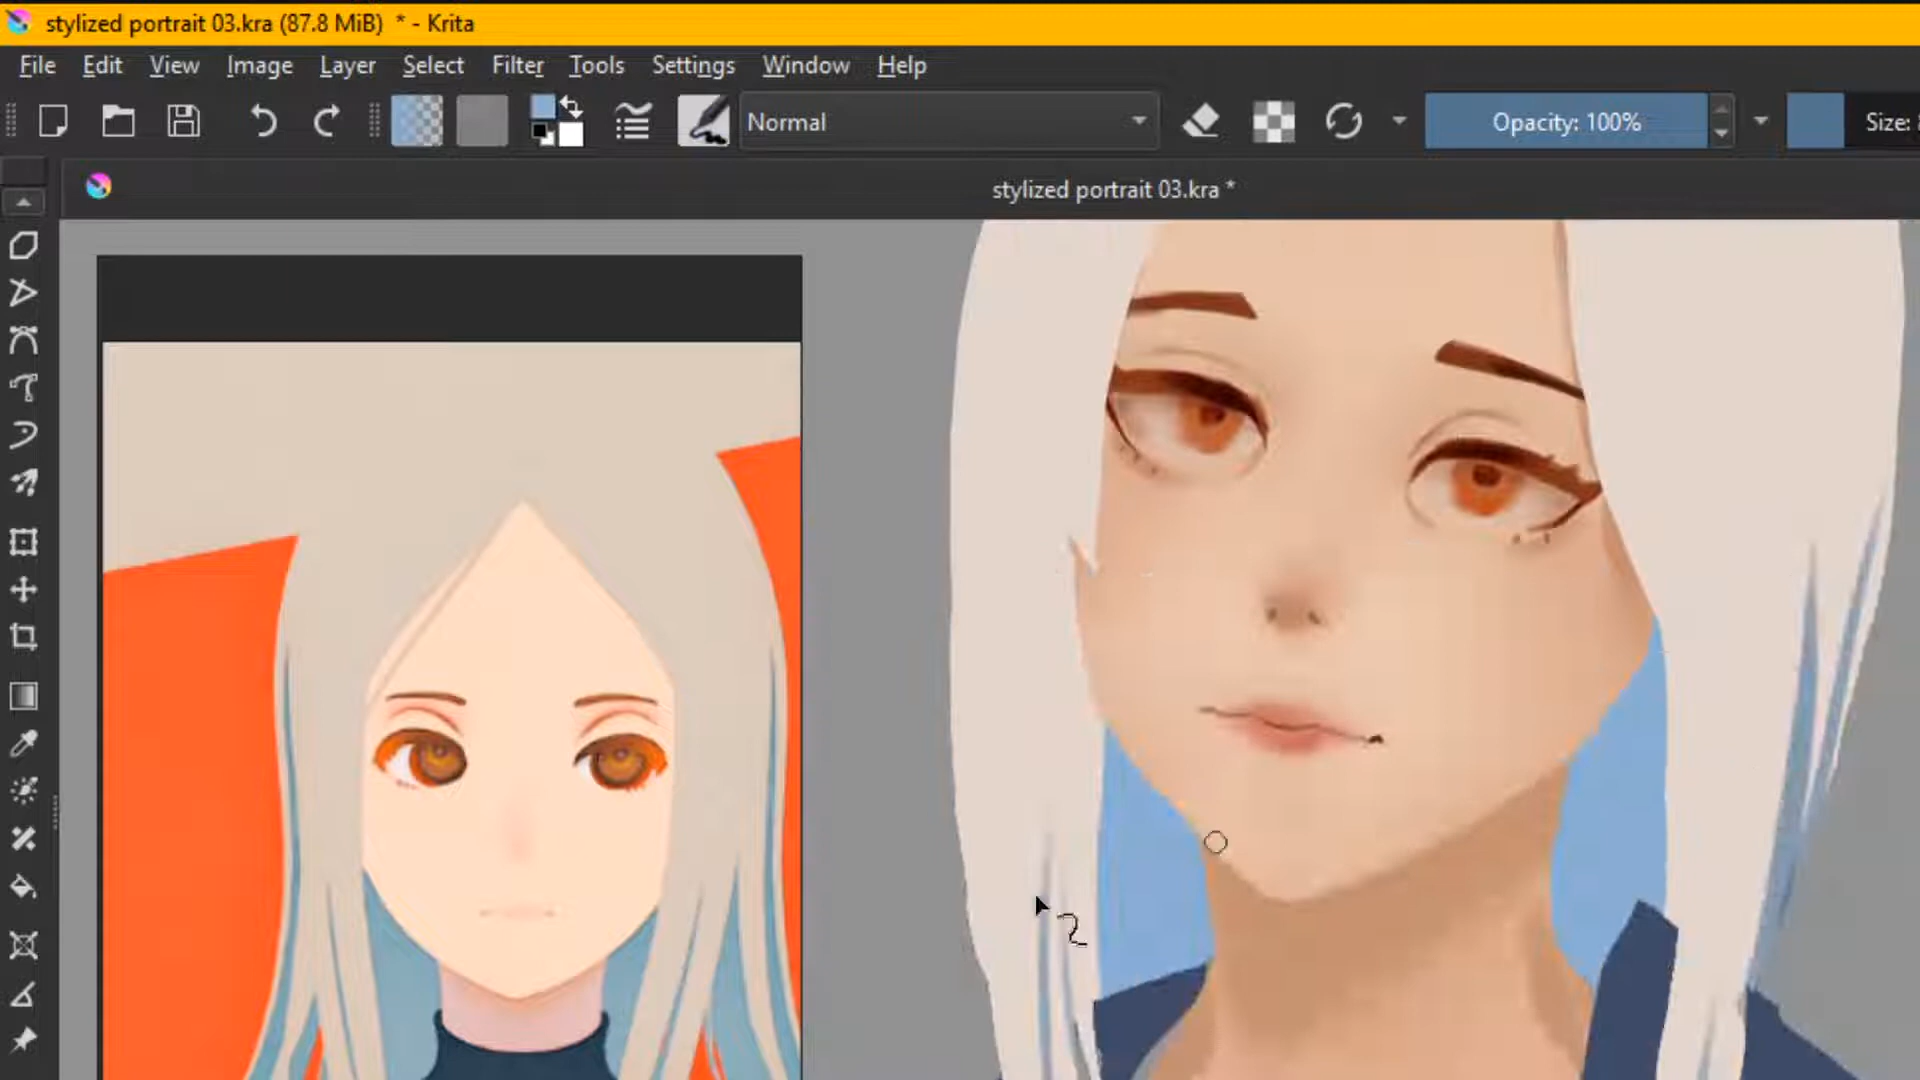 stylized portrait 03.kra (87.8 MiB) * - Krita
File Edit View Image Layer Select Filter Tools Settings Window Help
Normal Opacity: 100% Size:
stylized portrait 03.kra *